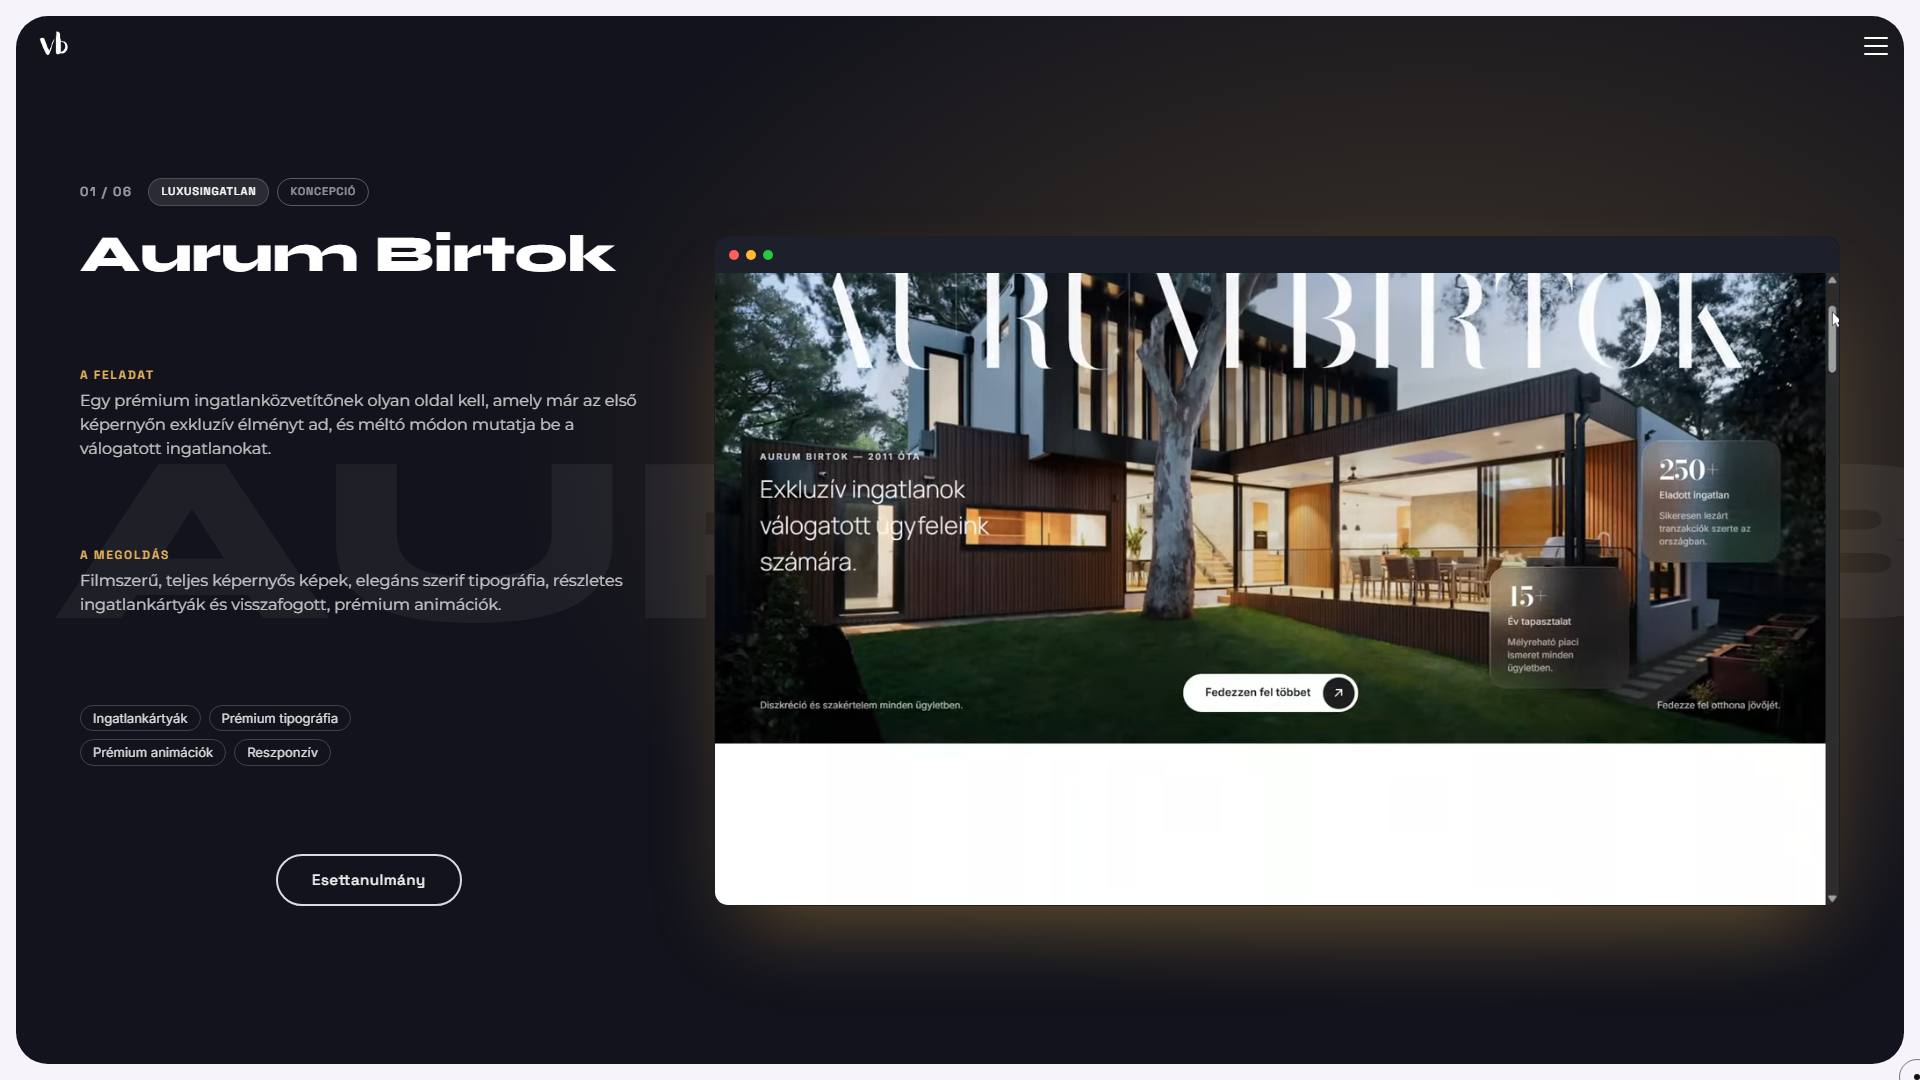 vb
01 / 06
LUXUSINGATLAN
KONCEPCIÓ
Aurum Birtok
A FELADAT
Egy prémium ingatlanközvetítőnek olyan oldal kell, amely már az első
képernyőn exkluzív élményt ad, és méltó módon mutatja be a
válogatott ingatlanokat.
A MEGOLDÁS
Filmszerű, teljes képernyős képek, elegáns szerif tipográfia, részletes
ingatlankártyák és visszafogott, prémium animációk.
Ingatlankártyák
Prémium tipográfia
Prémium animációk
Reszponzív
Esettanulmány
AURUM BIRTOK
AURUM BIRTOK — 2011 ÓTA
Exkluzív ingatlanok
válogatott ügyfeleink
számára.
250+
Eladott ingatlan
Sikeresen lezárt
tranzakciók szerte az
országban.
15+
Év tapasztalat
Mélyreható piaci
ismeret minden
ügyletben.
Diszkréció és szakértelem minden ügyletben.
Fedezzen fel többet
Fedezze fel otthona jövőjét.